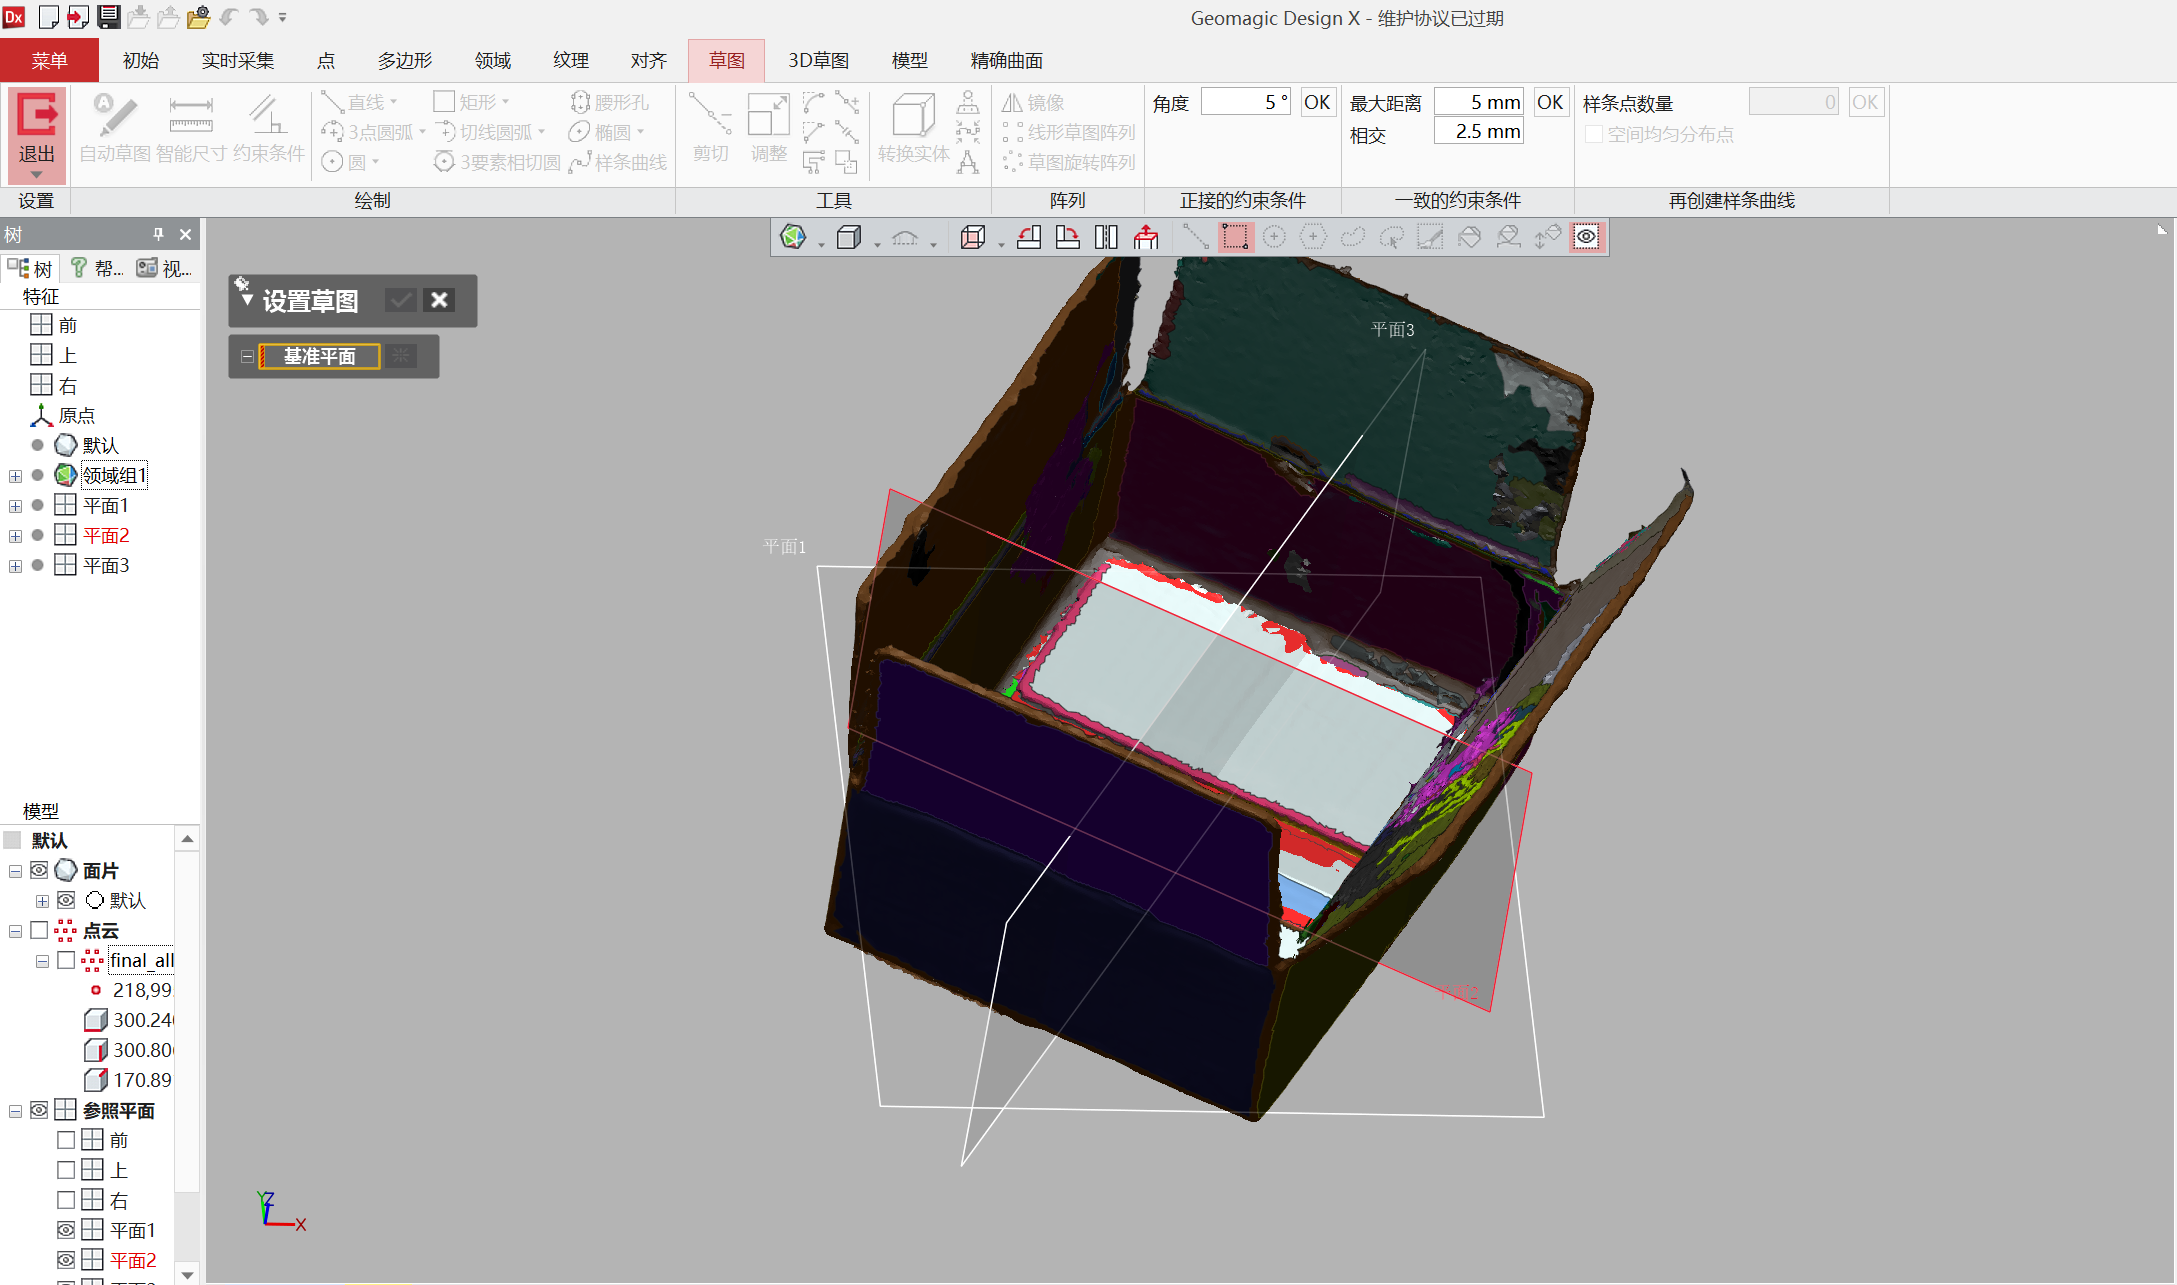 Dx
Geomagic Design X - 维护协议已过期
菜单 初始 实时采集 点 多边形 领域 纹理 对齐 草图 3D草图 模型 精确曲面
退出
自动草图 智能尺寸 约束条件
直线 矩形 腰形孔
3点圆弧 切线圆弧 椭圆
圆 3要素相切圆 样条曲线
剪切 调整
转换实体
镜像
线形草图阵列
草图旋转阵列
角度 5 ° OK
最大距离 5 mm OK
相交 2.5 mm
样条点数量 0 OK
空间均匀分布点
设置 绘制 工具 阵列 正接的约束条件 一致的约束条件 再创建样条曲线
树
树 帮... 视...
特征
前
上
右
原点
默认
领域组1
平面1
平面2
平面3
模型
默认
面片
默认
点云
final_all
218,99
300.24
300.80
170.89
参照平面
前
上
右
平面1
平面2
设置草图
基准平面
平面3
平面1
平面2
Y Z
X